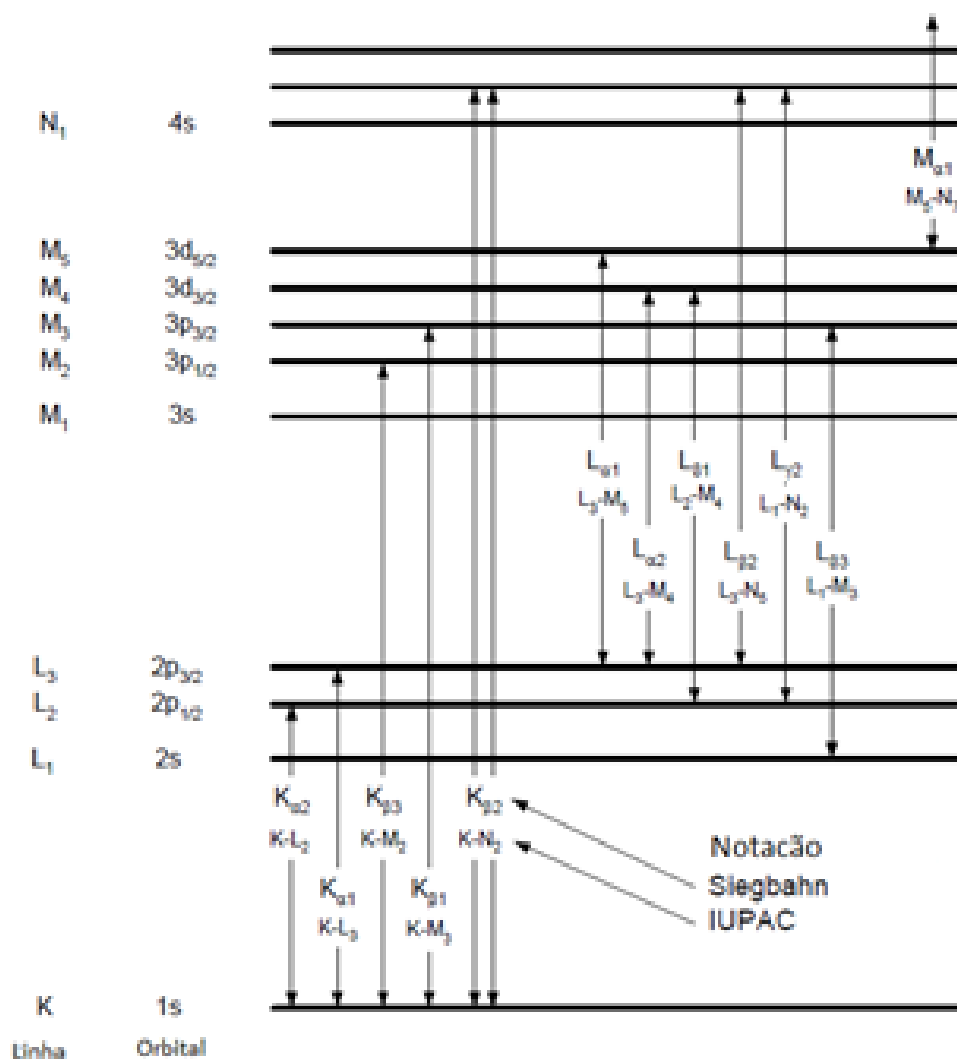 N₁ 4s
Mα1
M₅-N₇
M₅ 3d₅/₂
M₄ 3d₃/₂
M₃ 3p₃/₂
M₂ 3p₁/₂
M₁ 3s
Lα1 Lβ1 Lγ2
L₃-M₅ L₂-M₄ L₁-N₂
Lα2 Lβ2 Lβ3
L₃-M₄ L₃-N₅ L₁-M₃
L₃ 2p₃/₂
L₂ 2p₁/₂
L₁ 2s
Kα2 Kβ3 Kβ2
K-L₂ K-M₂ K-N₂
Kα1 Kβ1
K-L₃ K-M₃
Notacão
Siegbahn
IUPAC
K 1s
Linha Orbital